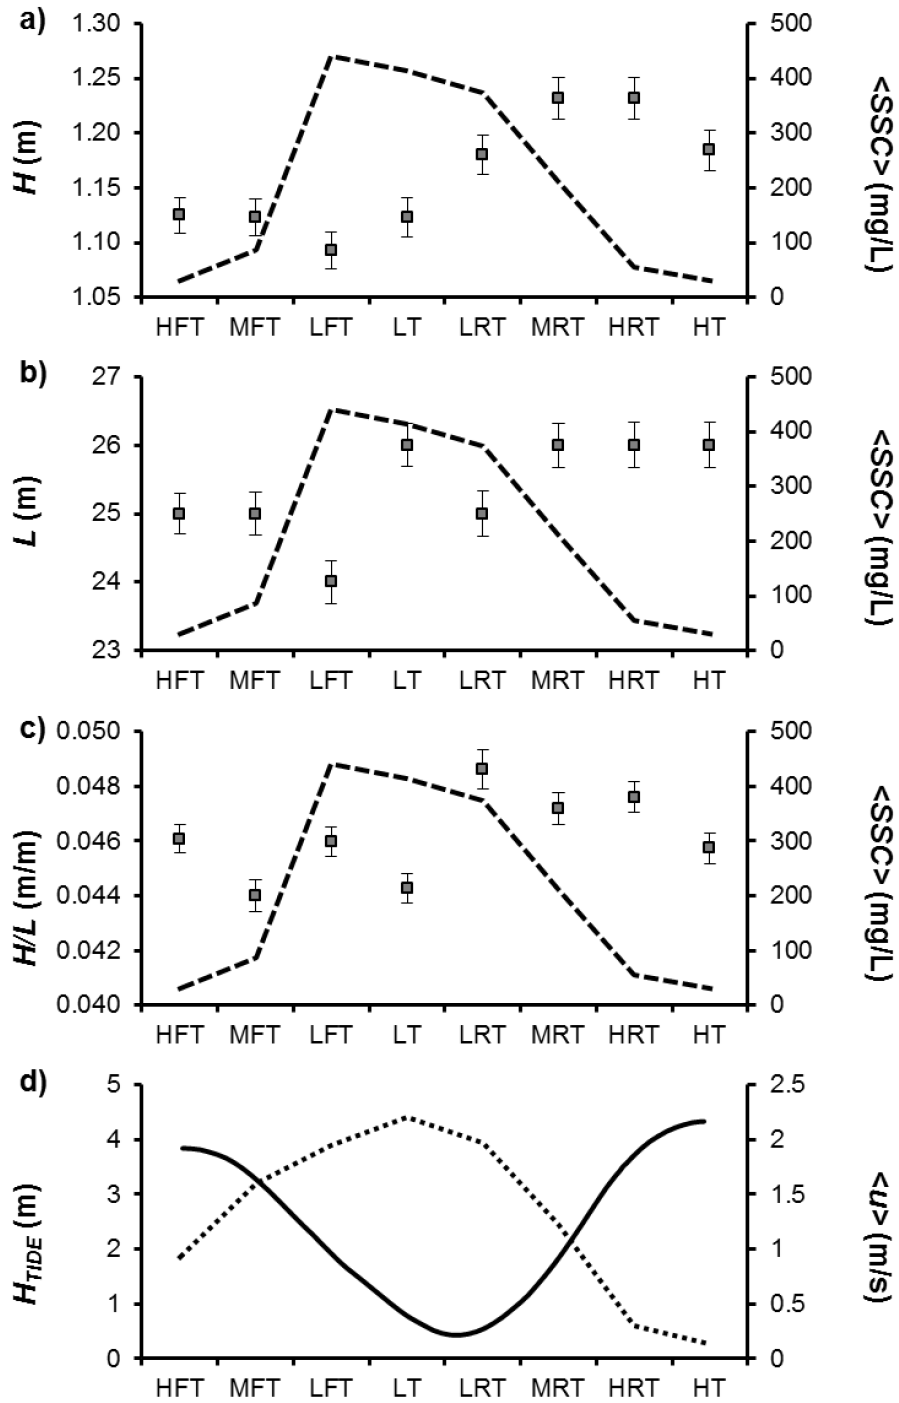 a)
H (m)
1.30
1.25
1.20
1.15
1.10
1.05
500
400
300
200
100
0
<SSC> (mg/L)
HFT MFT LFT LT LRT MRT HRT HT
b)
L (m)
27
26
25
24
23
500
400
300
200
100
0
<SSC> (mg/L)
HFT MFT LFT LT LRT MRT HRT HT
c)
H/L (m/m)
0.050
0.048
0.046
0.044
0.042
0.040
500
400
300
200
100
0
<SSC> (mg/L)
HFT MFT LFT LT LRT MRT HRT HT
d)
HTIDE (m)
5
4
3
2
1
0
2.5
2
1.5
1
0.5
0
<u> (m/s)
HFT MFT LFT LT LRT MRT HRT HT